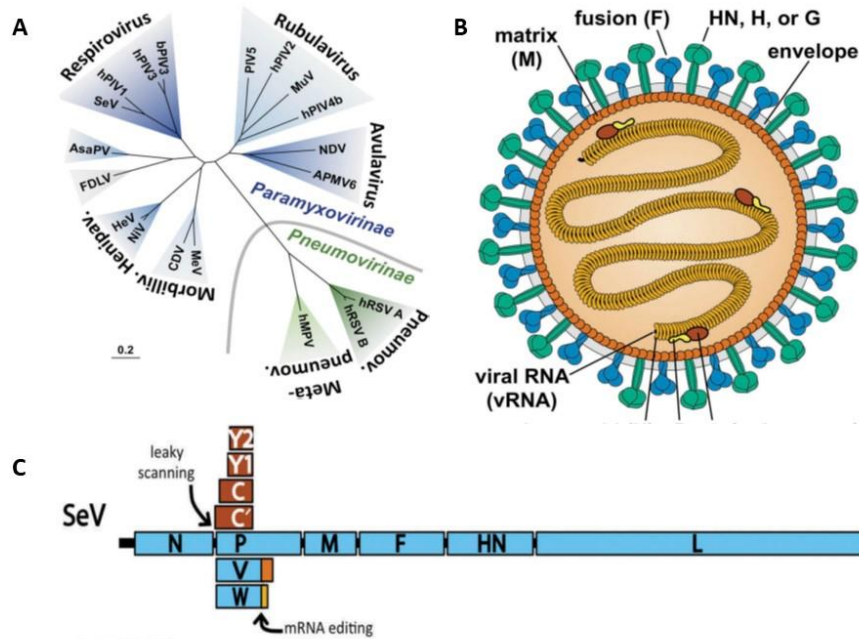 A
Respirovirus
bPIV3
hPIV3
hPIV1
SeV
Rubulavirus
PIV5
hPIV2
MuV
hPIV4b
Avulavirus
NDV
APMV6
AsaPV
FDLV
HeV
NiV
Henipav.
CDV
MeV
Morbilliv.
Paramyxovirinae
Pneumovirinae
hRSV A
hRSV B
hMPV
Pneumov.
Meta-
pneumov.
0.2
B
fusion (F)
HN, H, or G
matrix
(M)
envelope
viral RNA
(vRNA)
C
Y2
Y1
leaky
scanning
C
C'
SeV
N P M F HN L
V
W
mRNA editing